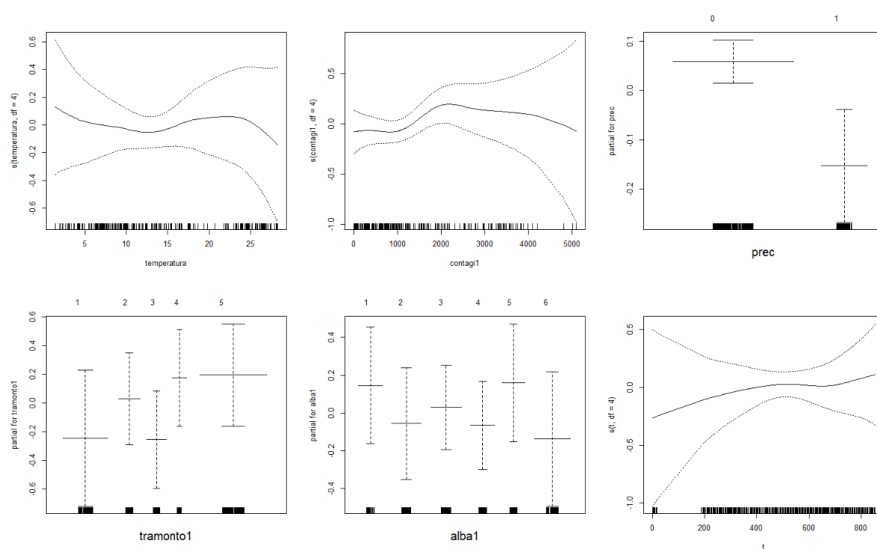 0 1
s(temperatura, df = 4)
-0.6 -0.4 -0.2 0.0 0.2 0.4 0.6
5 10 15 20 25
temperatura
s(contagi1, df = 4)
-1.0 -0.5 0.0 0.5
0 1000 2000 3000 4000 5000
contagi1
partial for prec
-0.2 -0.1 0.0 0.1
prec
1 2 3 4 5
partial for tramonto1
-0.6 -0.4 -0.2 0.0 0.2 0.4 0.6
tramonto1
1 2 3 4 5 6
partial for alba1
-0.4 -0.2 0.0 0.2 0.4
alba1
s(t, df = 4)
-1.0 -0.5 0.0 0.5
0 200 400 600 800